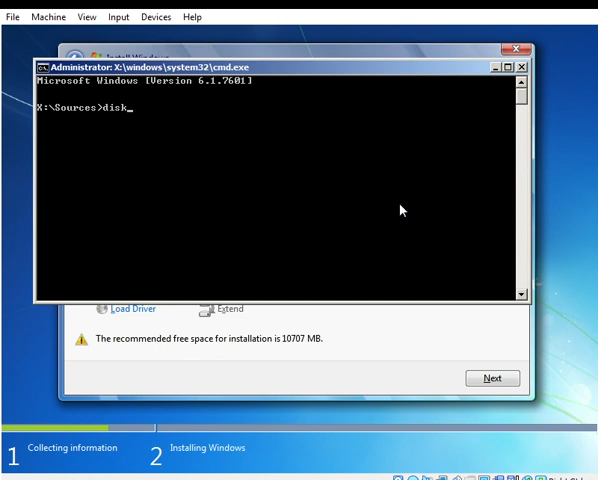 File Machine View Input Devices Help
Install Windows
Administrator: X:\windows\system32\cmd.exe
Microsoft Windows [Version 6.1.7601]
X:\Sources>disk_
Load Driver Extend
The recommended free space for installation is 10707 MB.
Next
1 Collecting information 2 Installing Windows